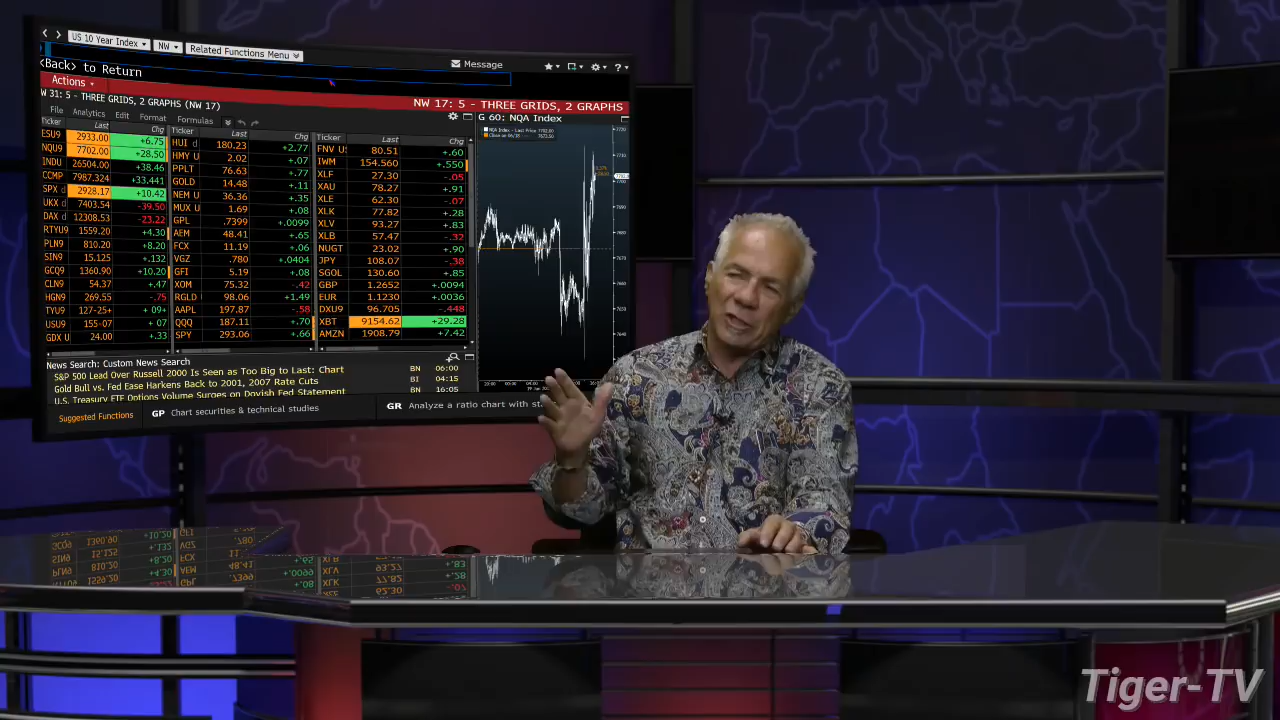 US 10 Year Index NW Related Functions Menu
Message
<Back> to Return
Actions
W 31: 5 - THREE GRIDS, 2 GRAPHS (NW 17)
NW 17: 5 - THREE GRIDS, 2 GRAPHS
File Analytics Edit Format Formulas
G 60: NQA Index
Ticker Last Chg
ESU9 2933.00 +6.75
NQU9 7702.00 +28.50
INDU 26504.00 +38.46
CCMP 7987.324 +33.441
SPX d 2928.17 +10.42
UKX d 7403.54 -39.50
DAX d 12308.53 -23.22
RTYU9 1559.20 +4.30
PLN9 810.20 +8.20
SIN9 15.125 +.132
GCQ9 1360.90 +10.20
CLN9 54.37 +.47
HGN9 269.55 -.75
TYU9 127-25+ + 09+
USU9 155-07 + 07
GDX U 24.00 +.33
Ticker Last Chg
HUI d 180.23 +2.77
HMY U 2.02 +.07
PPLT 76.63 +.77
GOLD 14.48 +.11
NEM U 36.36 +.35
MUX U 1.69 +.08
GPL .7399 +.0099
AEM 48.41 +.65
FCX 11.19 +.06
VGZ .780 +.0404
GFI 5.19 +.08
XOM 75.32 -.42
RGLD 98.06 +1.49
AAPL 197.87 -.58
QQQ 187.11 +.70
SPY 293.06 +.66
Ticker Last Chg
FNV US 80.51 +.60
IWM 154.560 +.550
XLF 27.30 -.05
XAU 78.27 +.91
XLE 62.30 -.07
XLK 77.82 +.28
XLV 93.27 +.83
XLB 57.47 -.32
NUGT 23.02 +.90
JPY 108.07 -.38
SGOL 130.60 +.85
GBP 1.2652 +.0094
EUR 1.1230 +.0036
DXU9 96.705 -.448
XBT 9154.62 +29.28
AMZN 1908.79 +7.42
News Search: Custom News Search
S&P 500 Lead Over Russell 2000 Is Seen as Too Big to Last: Chart BN 06:00
Gold Bull vs. Fed Ease Harkens Back to 2001, 2007 Rate Cuts BI 04:15
U.S. Treasury ETF Options Volume Surges on Dovish Fed Statement BN 16:05
Suggested Functions GP Chart securities & technical studies GR Analyze a ratio chart with
Tiger-TV